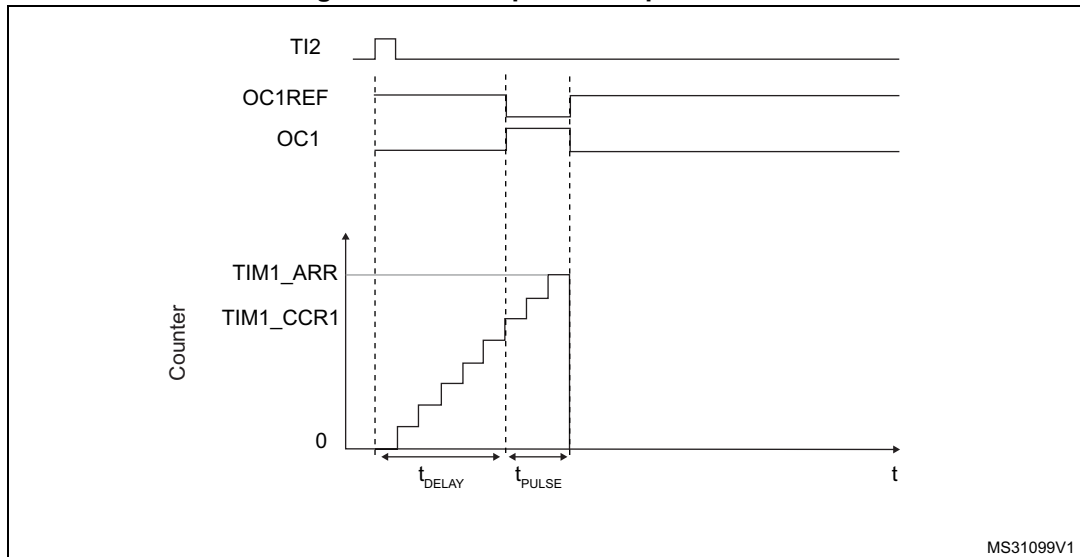 TI2
OC1REF
OC1
TIM1_ARR
TIM1_CCR1
Counter
0
tDELAY
tPULSE
t
MS31099V1